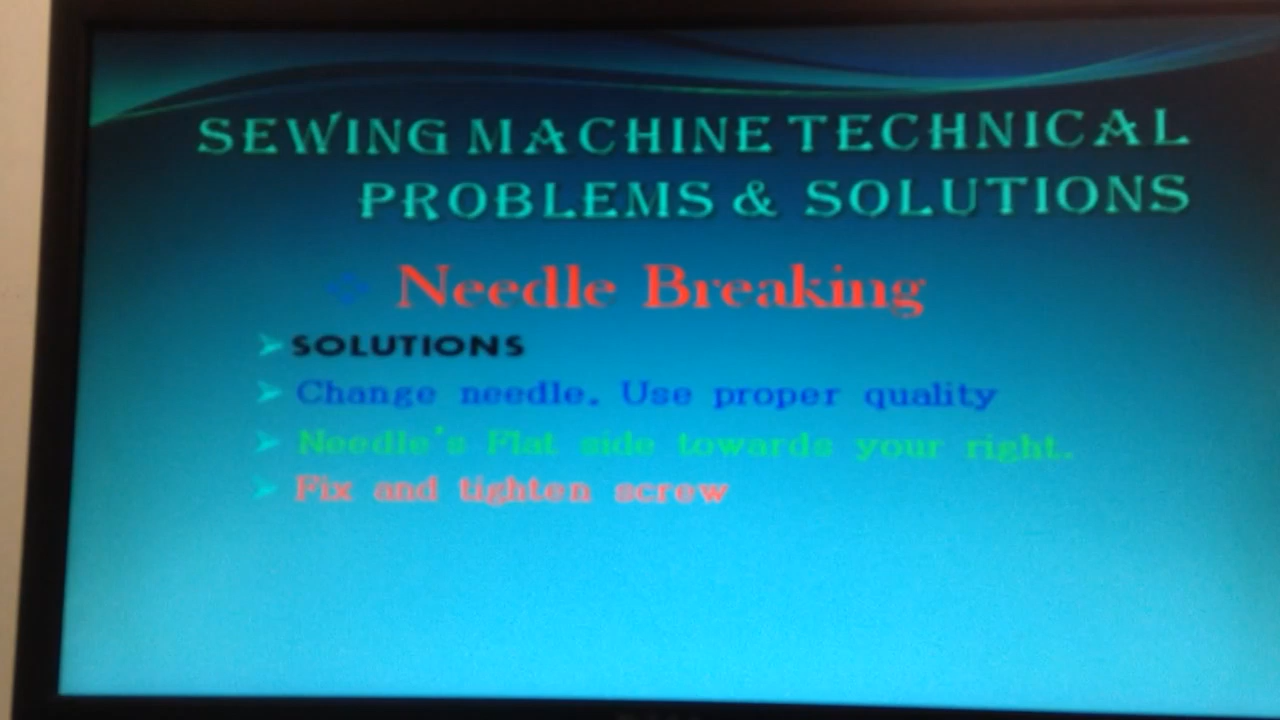 SEWING MACHINE TECHNICAL
PROBLEMS & SOLUTIONS
Needle Breaking
SOLUTIONS
Change needle. Use proper quality
Needle's Flat side towards your right.
Fix and tighten screw